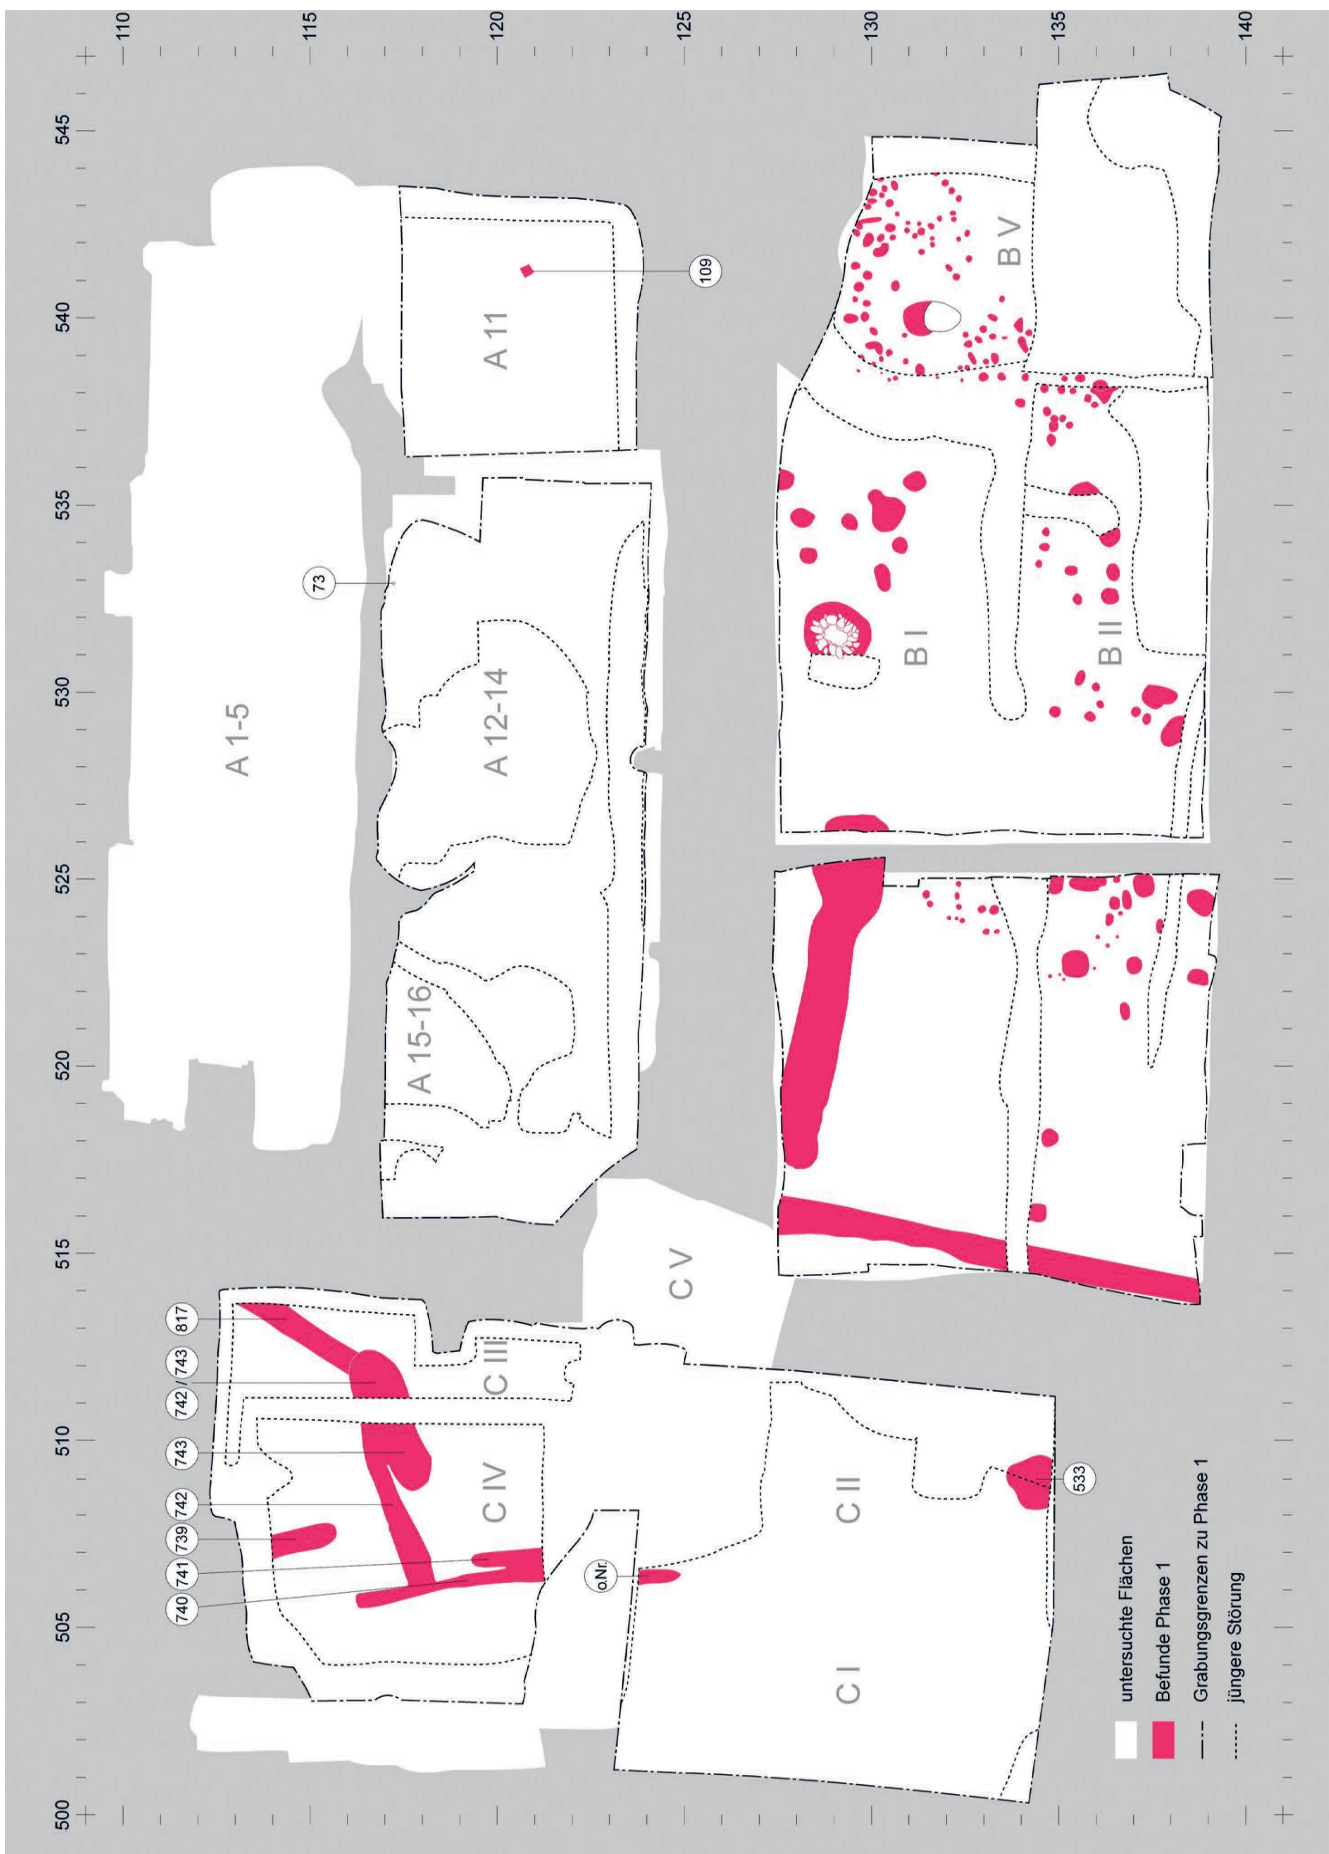 110
115
120
125
130
135
140
545
540
535
530
525
520
515
510
505
500
A 1-5
A 11
109
73
A 12-14
A 15-16
B V
B I
B II
C V
817
742 / 743
743
742
739
741
740
C III
C IV
o.Nr.
C II
C I
533
untersuchte Flächen
Befunde Phase 1
Grabungsgrenzen zu Phase 1
jüngere Störung